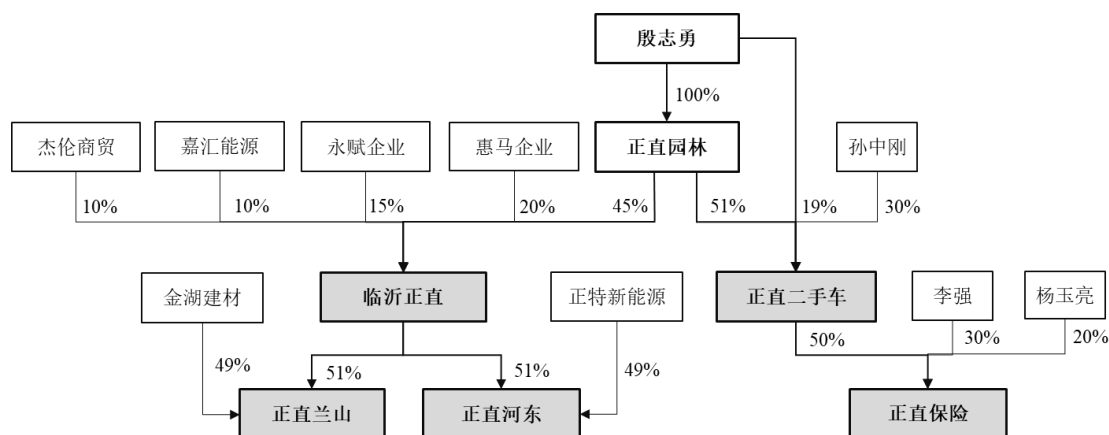 殷志勇
100%
杰伦商贸
嘉汇能源
永赋企业
惠马企业
正直园林
孙中刚
10%
10%
15%
20%
45%
51%
19%
30%
金湖建材
临沂正直
正特新能源
正直二手车
李强
杨玉亮
49%
51%
51%
49%
50%
30%
20%
正直兰山
正直河东
正直保险